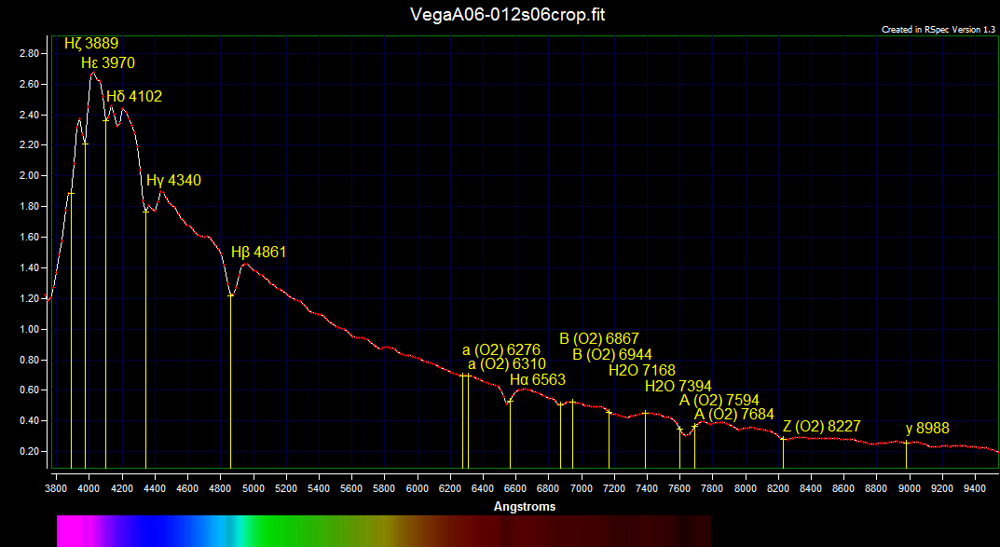 VegaA06-012s06crop.fit
Created in RSpec Version 1.3
Hζ 3889
Hε 3970
Hδ 4102
Hγ 4340
Hβ 4861
a (O2) 6276
a (O2) 6310
Hα 6563
B (O2) 6867
B (O2) 6944
H2O 7168
H2O 7394
A (O2) 7594
A (O2) 7684
Z (O2) 8227
y 8988
2.80
2.60
2.40
2.20
2.00
1.80
1.60
1.40
1.20
1.00
0.80
0.60
0.40
0.20
3800 4000 4200 4400 4600 4800 5000 5200 5400 5600 5800 6000 6200 6400 6600 6800 7000 7200 7400 7600 7800 8000 8200 8400 8600 8800 9000 9200 9400
Angstroms